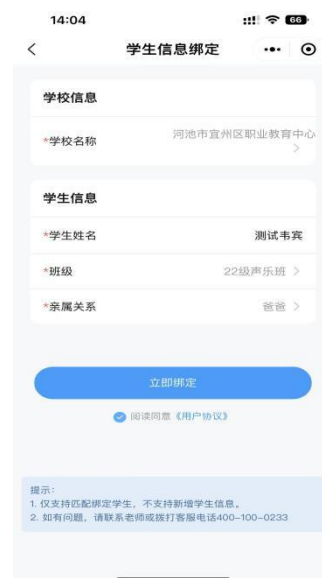 14:04
66
学生信息绑定
学校信息
*学校名称
河池市宜州区职业教育中心
学生信息
*学生姓名
测试韦宾
*班级
22级声乐班
*亲属关系
爸爸
立即绑定
阅读同意《用户协议》
提示：
1. 仅支持匹配绑定学生，不支持新增学生信息。
2. 如有问题，请联系老师或拨打客服电话400-100-0233